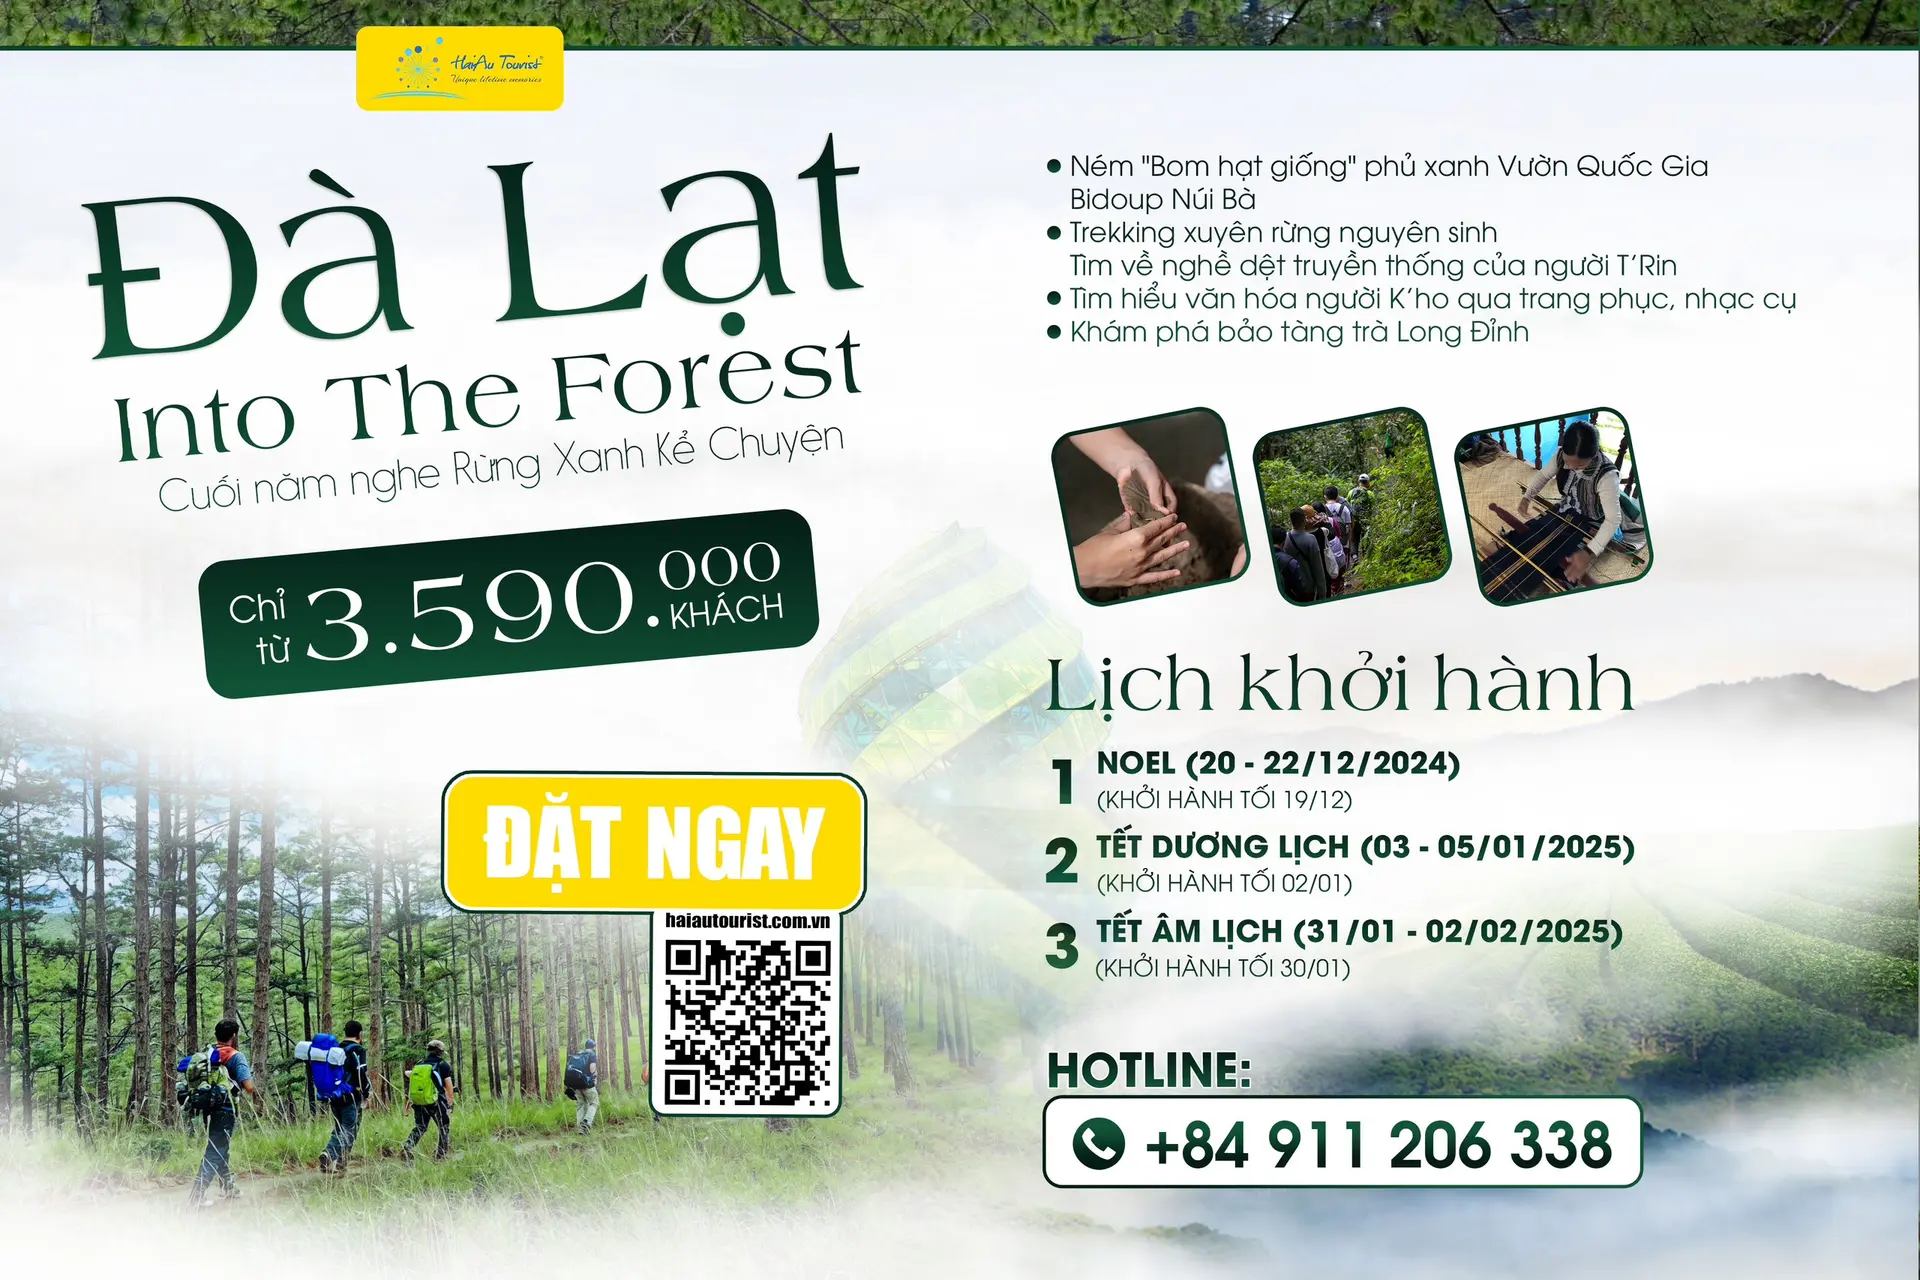 HaiAu Tourist
Unique lifetime memories
Đà Lạt
Into The Forest
Cuối năm nghe Rừng Xanh Kể Chuyện
Chỉ từ 3.590.000 KHÁCH
ĐẶT NGAY
haiautourist.com.vn
• Ném "Bom hạt giống" phủ xanh Vườn Quốc Gia
Bidoup Núi Bà
• Trekking xuyên rừng nguyên sinh
Tìm về nghề dệt truyền thống của người T'Rin
• Tìm hiểu văn hóa người K'ho qua trang phục, nhạc cụ
• Khám phá bảo tàng trà Long Đỉnh
Lịch khởi hành
1 NOEL (20 - 22/12/2024)
(KHỞI HÀNH TỐI 19/12)
2 TẾT DƯƠNG LỊCH (03 - 05/01/2025)
(KHỞI HÀNH TỐI 02/01)
3 TẾT ÂM LỊCH (31/01 - 02/02/2025)
(KHỞI HÀNH TỐI 30/01)
HOTLINE:
+84 911 206 338